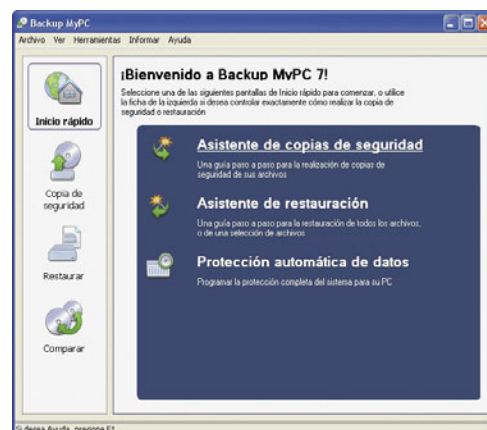 Backup MyPC
Archivo Ver Herramientas Informar Ayuda
Inicio rápido
Copia de
seguridad
Restaurar
Comparar
¡Bienvenido a Backup MyPC 7!
Seleccione una de las siguientes pantallas de Inicio rápido para comenzar, o utilice
la ficha de la izquierda si desea controlar exactamente cómo realizar la copia de
seguridad o restauración
Asistente de copias de seguridad
Una guía paso a paso para la realización de copias de
seguridad de sus archivos
Asistente de restauración
Una guía paso a paso para la restauración de todos los archivos,
o de una selección de archivos
Protección automática de datos
Programar la protección completa del sistema para su PC
Si desea Ayuda, presione F1